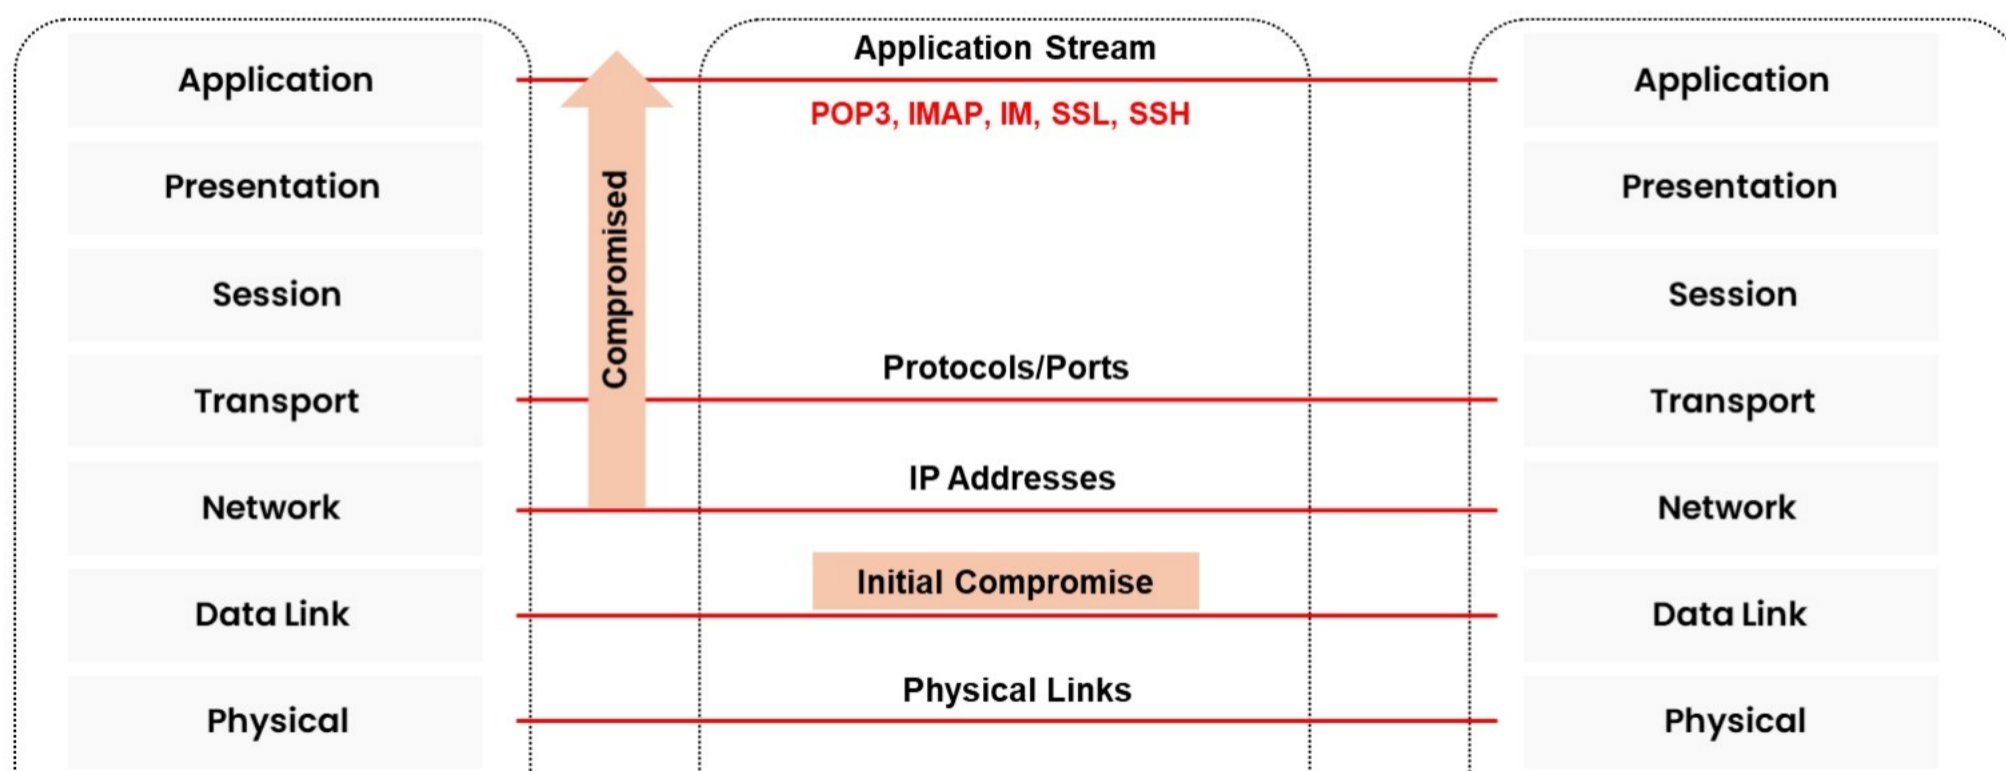 Application
Presentation
Session
Transport
Network
Data Link
Physical
Compromised
Application Stream
POP3, IMAP, IM, SSL, SSH
Protocols/Ports
IP Addresses
Initial Compromise
Physical Links
Application
Presentation
Session
Transport
Network
Data Link
Physical